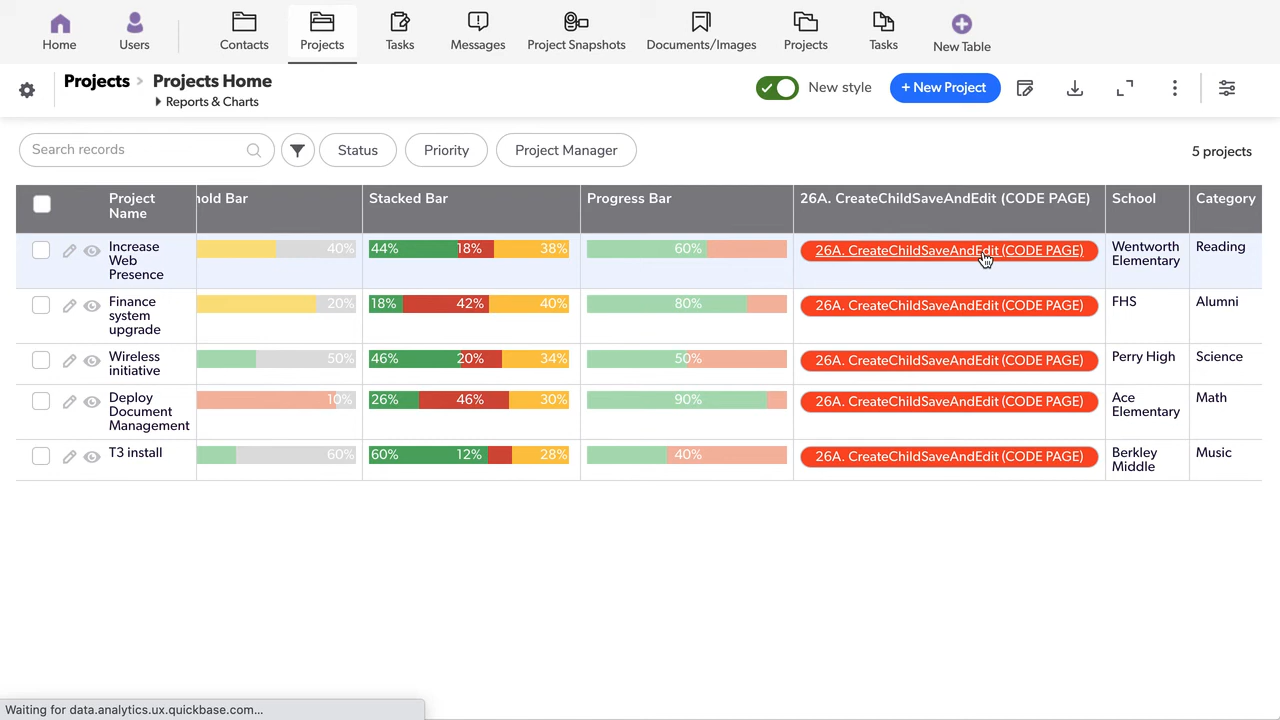 Home
Users
Contacts
Projects
Tasks
Messages
Project Snapshots
Documents/Images
Projects
Tasks
New Table
Projects
Projects Home
Reports & Charts
New style
+ New Project
Search records
Status
Priority
Project Manager
5 projects
Project
Name
hold Bar
Stacked Bar
Progress Bar
26A. CreateChildSaveAndEdit (CODE PAGE)
School
Category
Increase
Web
Presence
40%
44% 18% 38%
60%
26A. CreateChildSaveAndEdit (CODE PAGE)
Wentworth
Elementary
Reading
Finance
system
upgrade
20%
18% 42% 40%
80%
26A. CreateChildSaveAndEdit (CODE PAGE)
FHS
Alumni
Wireless
initiative
50%
46% 20% 34%
50%
26A. CreateChildSaveAndEdit (CODE PAGE)
Perry High
Science
Deploy
Document
Management
10%
26% 46% 30%
90%
26A. CreateChildSaveAndEdit (CODE PAGE)
Ace
Elementary
Math
T3 install
60%
60% 12% 28%
40%
26A. CreateChildSaveAndEdit (CODE PAGE)
Berkley
Middle
Music
Waiting for data.analytics.ux.quickbase.com...